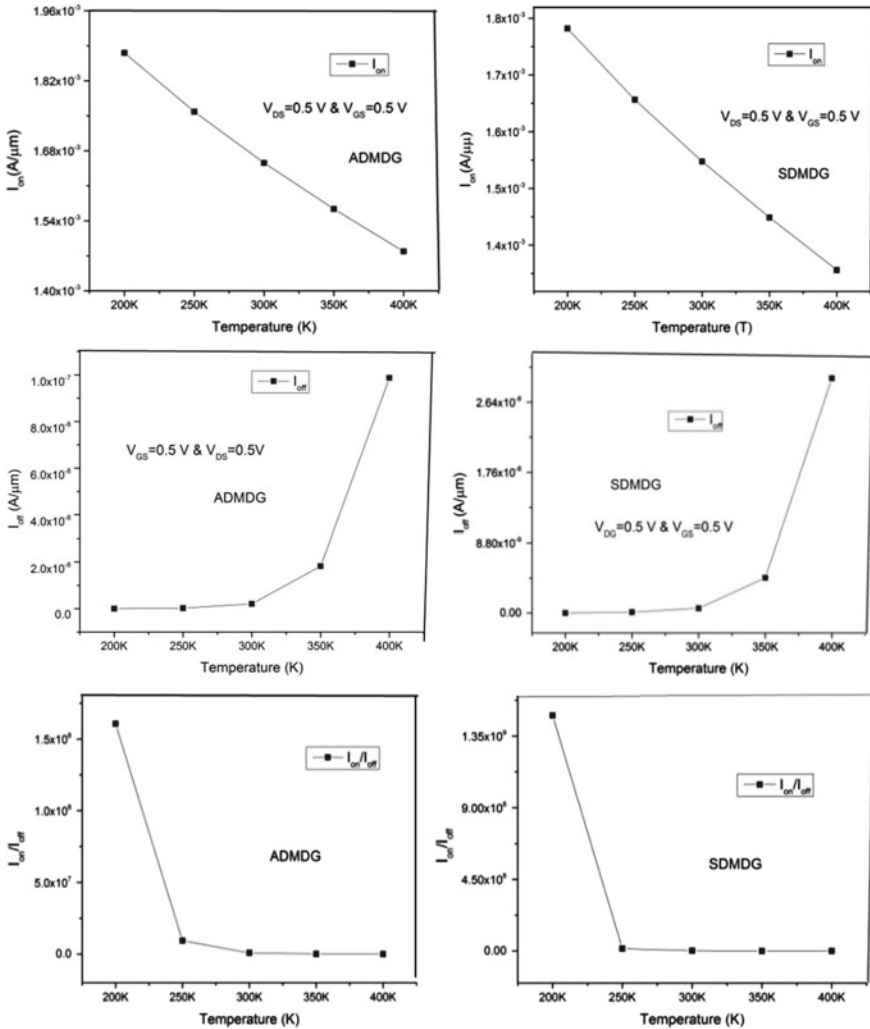 1.96x10⁻³
1.82x10⁻³
1.68x10⁻³
1.54x10⁻³
1.40x10⁻³
I_on(A/μm)
I_on
V_DS=0.5 V & V_GS=0.5 V
ADMDG
200K 250K 300K 350K 400K
Temperature (K)
1.8x10⁻³
1.7x10⁻³
1.6x10⁻³
1.5x10⁻³
1.4x10⁻³
I_on(A/μμ)
I_on
V_DS=0.5 V & V_GS=0.5 V
SDMDG
200K 250K 300K 350K 400K
Temperature (T)
1.0x10⁻⁷
8.0x10⁻⁸
6.0x10⁻⁸
4.0x10⁻⁸
2.0x10⁻⁸
0.0
I_off(A/μm)
I_off
V_GS=0.5 V & V_DS=0.5V
ADMDG
200K 250K 300K 350K 400K
Temperature (K)
2.64x10⁻⁸
1.76x10⁻⁸
8.80x10⁻⁹
0.00
I_off(A/μm)
I_off
SDMDG
V_DG=0.5 V & V_GS=0.5 V
200K 250K 300K 350K 400K
Temperature (K)
1.5x10⁸
1.0x10⁸
5.0x10⁷
0.0
I_on/I_off
I_on/I_off
ADMDG
200K 250K 300K 350K 400K
Temperature (K)
1.35x10⁹
9.00x10⁸
4.50x10⁸
0.00
I_on/I_off
I_on/I_off
SDMDG
200K 250K 300K 350K 400K
Temperature (K)